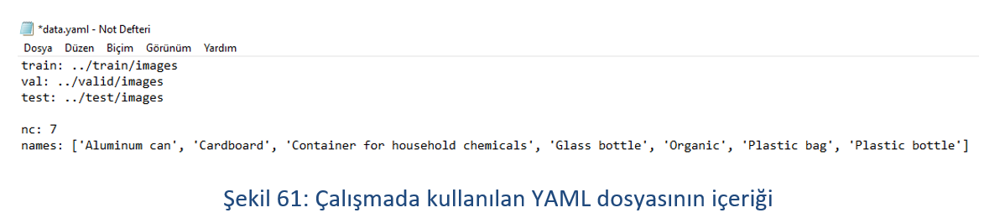 *data.yaml - Not Defteri
Dosya Düzen Biçim Görünüm Yardım
train: ../train/images
val: ../valid/images
test: ../test/images
nc: 7
names: ['Aluminum can', 'Cardboard', 'Container for household chemicals', 'Glass bottle', 'Organic', 'Plastic bag', 'Plastic bottle']
Şekil 61: Çalışmada kullanılan YAML dosyasının içeriği